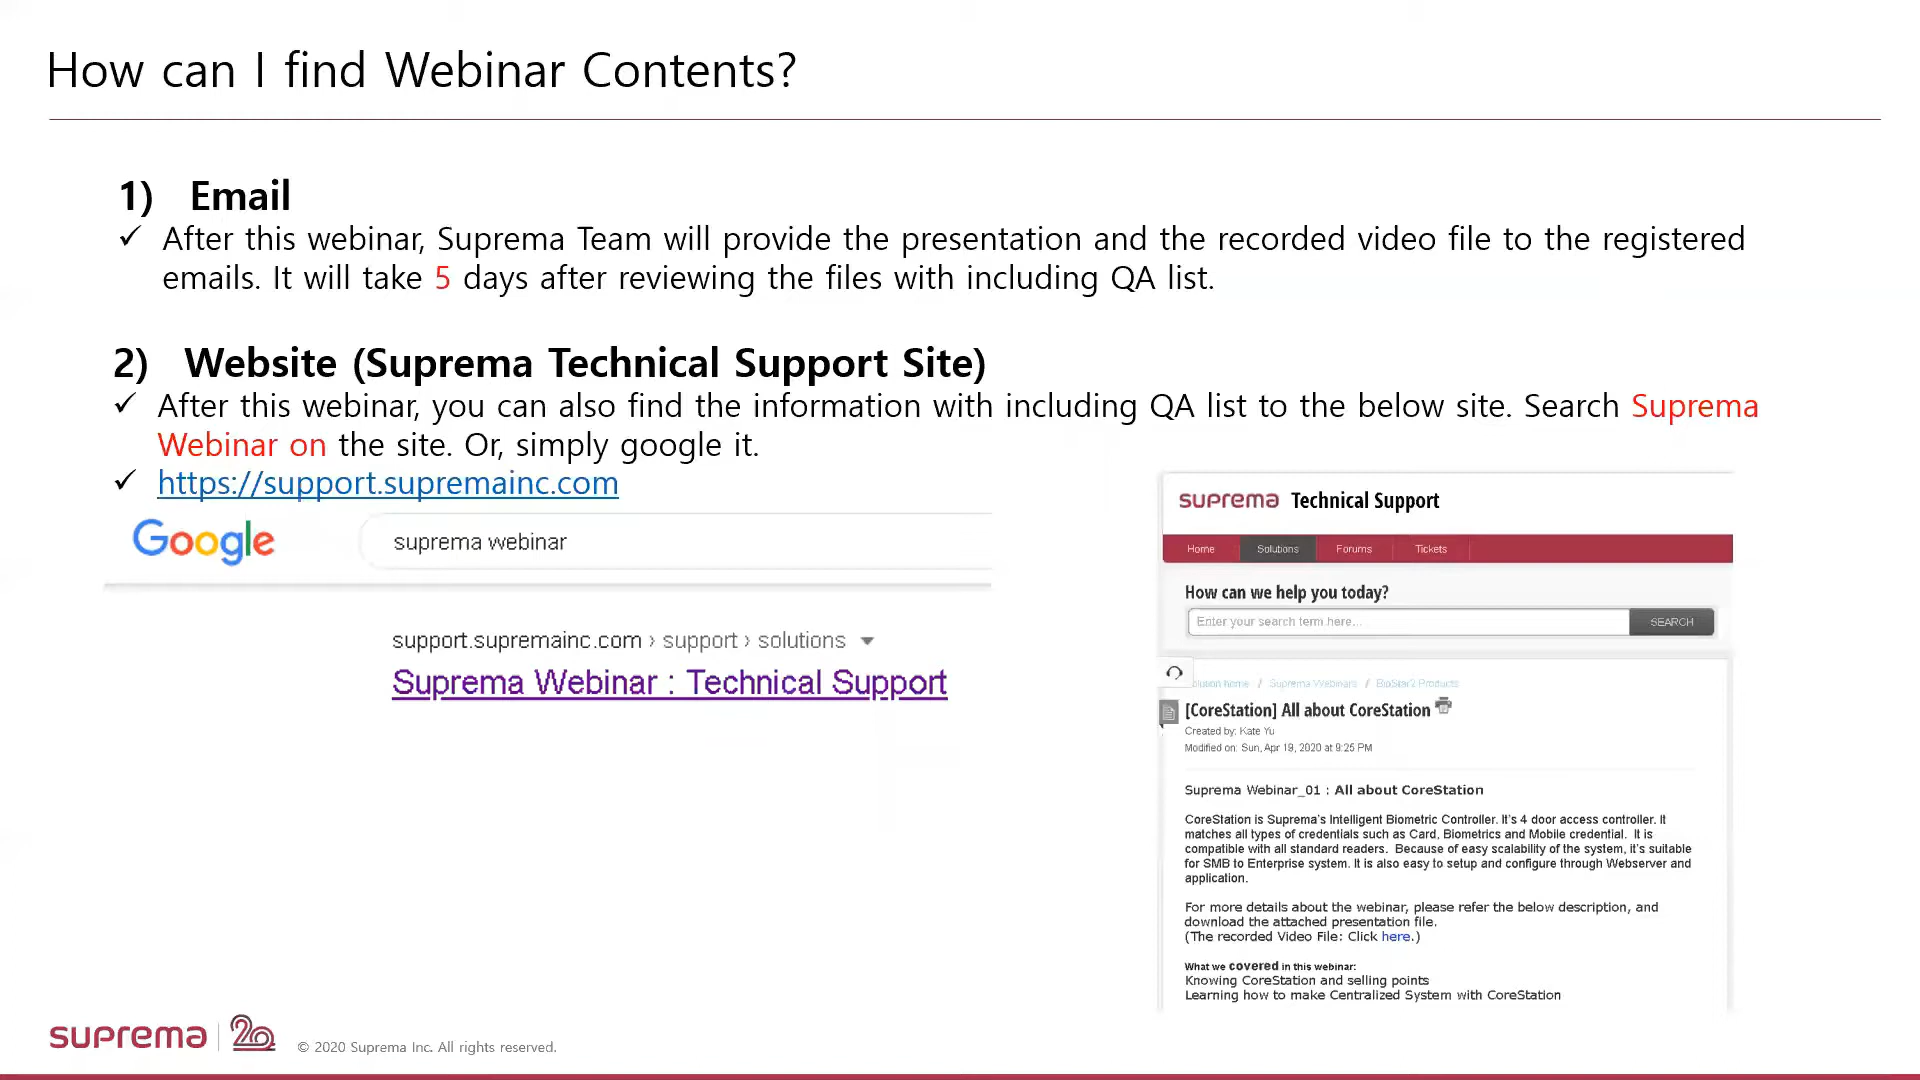 How can I find Webinar Contents?
1) Email
✓ After this webinar, Suprema Team will provide the presentation and the recorded video file to the registered
emails. It will take 5 days after reviewing the files with including QA list.
2) Website (Suprema Technical Support Site)
✓ After this webinar, you can also find the information with including QA list to the below site. Search Suprema
Webinar on the site. Or, simply google it.
✓ https://support.supremainc.com
Google suprema webinar
support.supremainc.com › support › solutions
Suprema Webinar : Technical Support
suprema Technical Support
Home Solutions Forums Tickets
How can we help you today?
Enter your search term here... SEARCH
home / Suprema Webinars / BioStar2 Products
[CoreStation] All about CoreStation
Created by: Kate Yu
Modified on: Sun, Apr 19, 2020 at 9:25 PM
Suprema Webinar_01 : All about CoreStation
CoreStation is Suprema's Intelligent Biometric Controller. It's 4 door access controller. It
matches all types of credentials such as Card, Biometrics and Mobile credential. It is
compatible with all standard readers. Because of easy scalability of the system, it's suitable
for SMB to Enterprise system. It is also easy to setup and configure through Webserver and
application.
For more details about the webinar, please refer the below description, and
download the attached presentation file.
(The recorded Video File: Click here.)
What we covered in this webinar:
Knowing CoreStation and selling points
Learning how to make Centralized System with CoreStation
suprema 20 © 2020 Suprema Inc. All rights reserved.